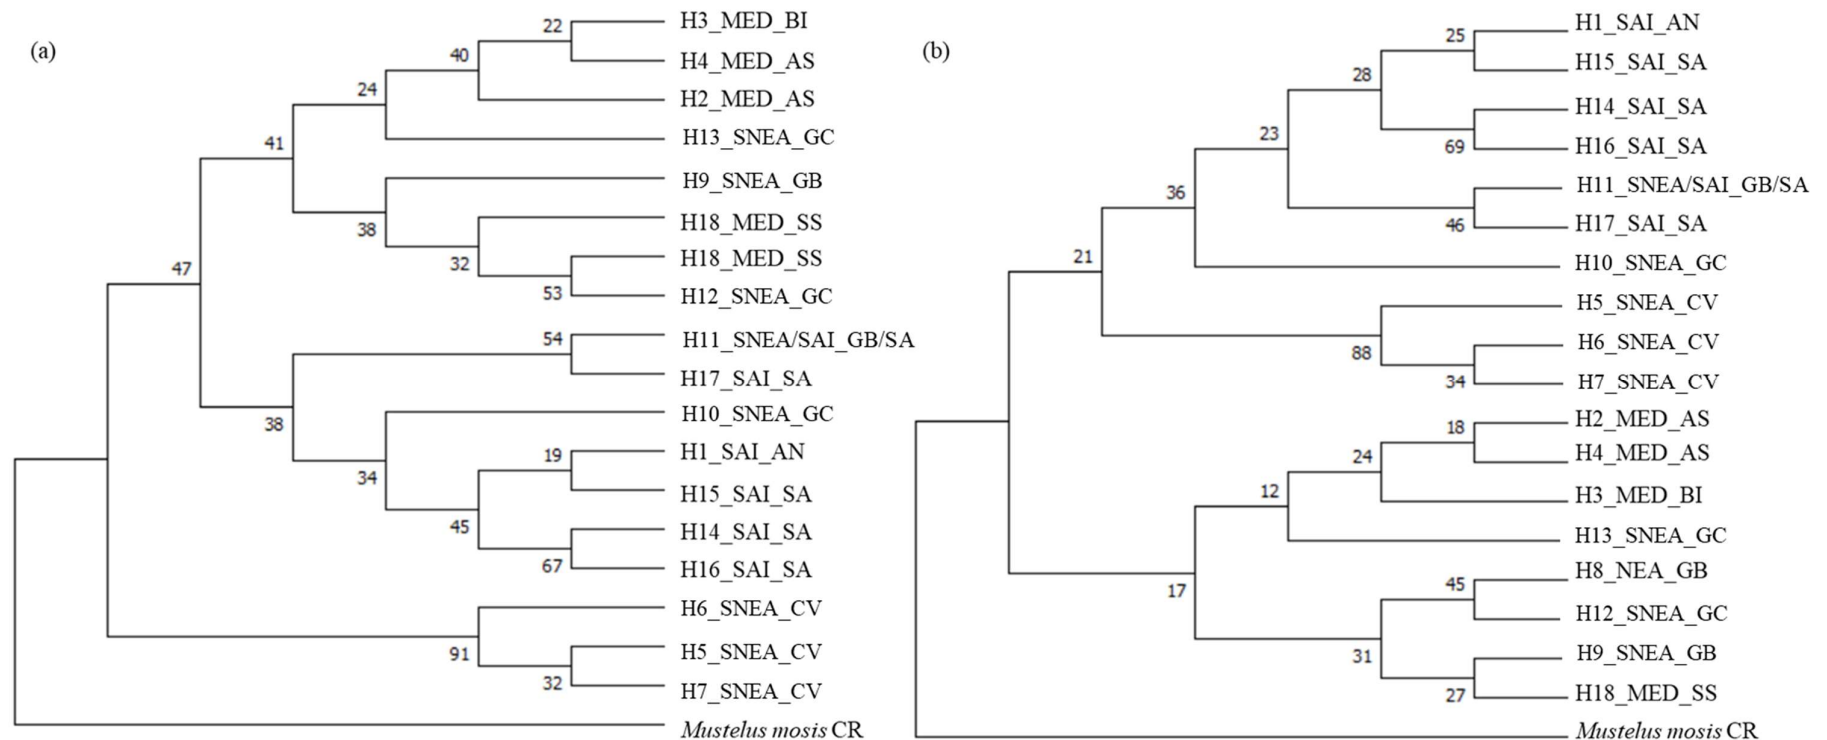 (a)
22
40
24
41
38
32
53
47
54
38
34
19
45
67
91
32
H3_MED_BI
H4_MED_AS
H2_MED_AS
H13_SNEA_GC
H9_SNEA_GB
H18_MED_SS
H18_MED_SS
H12_SNEA_GC
H11_SNEA/SAI_GB/SA
H17_SAI_SA
H10_SNEA_GC
H1_SAI_AN
H15_SAI_SA
H14_SAI_SA
H16_SAI_SA
H6_SNEA_CV
H5_SNEA_CV
H7_SNEA_CV
Mustelus mosis CR
(b)
25
28
69
23
46
36
21
88
34
18
24
12
17
45
31
27
H1_SAI_AN
H15_SAI_SA
H14_SAI_SA
H16_SAI_SA
H11_SNEA/SAI_GB/SA
H17_SAI_SA
H10_SNEA_GC
H5_SNEA_CV
H6_SNEA_CV
H7_SNEA_CV
H2_MED_AS
H4_MED_AS
H3_MED_BI
H13_SNEA_GC
H8_NEA_GB
H12_SNEA_GC
H9_SNEA_GB
H18_MED_SS
Mustelus mosis CR